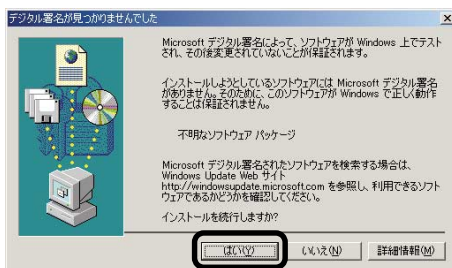 デジタル署名が見つかりませんでした
Microsoft デジタル署名によって、ソフトウェアが Windows 上でテスト
され、その後変更されていないことが保証されます。
インストールしようとしているソフトウェアには Microsoft デジタル署名
がありません。そのために、このソフトウェアが Windows で正しく動作
することは保証されません。
不明なソフトウェア パッケージ
Microsoft デジタル署名されたソフトウェアを検索する場合は、
Windows Update Web サイト
http://windowsupdate.microsoft.com を参照し、利用できるソフト
ウェアであるかどうかを確認してください。
インストールを続行しますか?
はい(Y) いいえ(N) 詳細情報(M)